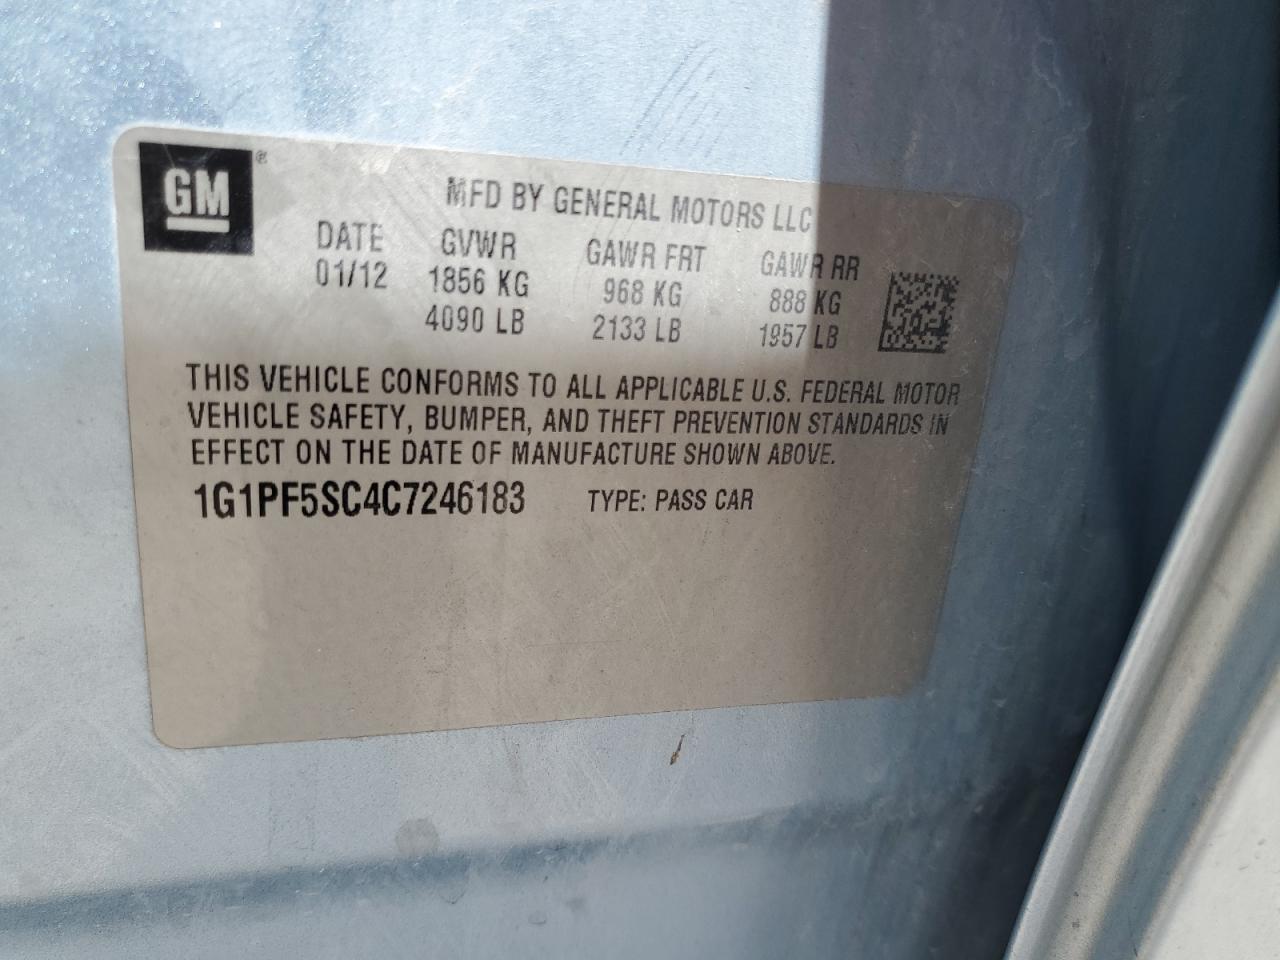 GM ®
MFD BY GENERAL MOTORS LLC
DATE GVWR GAWR FRT GAWR RR
01/12 1856 KG 968 KG 888 KG
4090 LB 2133 LB 1957 LB
THIS VEHICLE CONFORMS TO ALL APPLICABLE U.S. FEDERAL MOTOR
VEHICLE SAFETY, BUMPER, AND THEFT PREVENTION STANDARDS IN
EFFECT ON THE DATE OF MANUFACTURE SHOWN ABOVE.
1G1PF5SC4C7246183 TYPE: PASS CAR